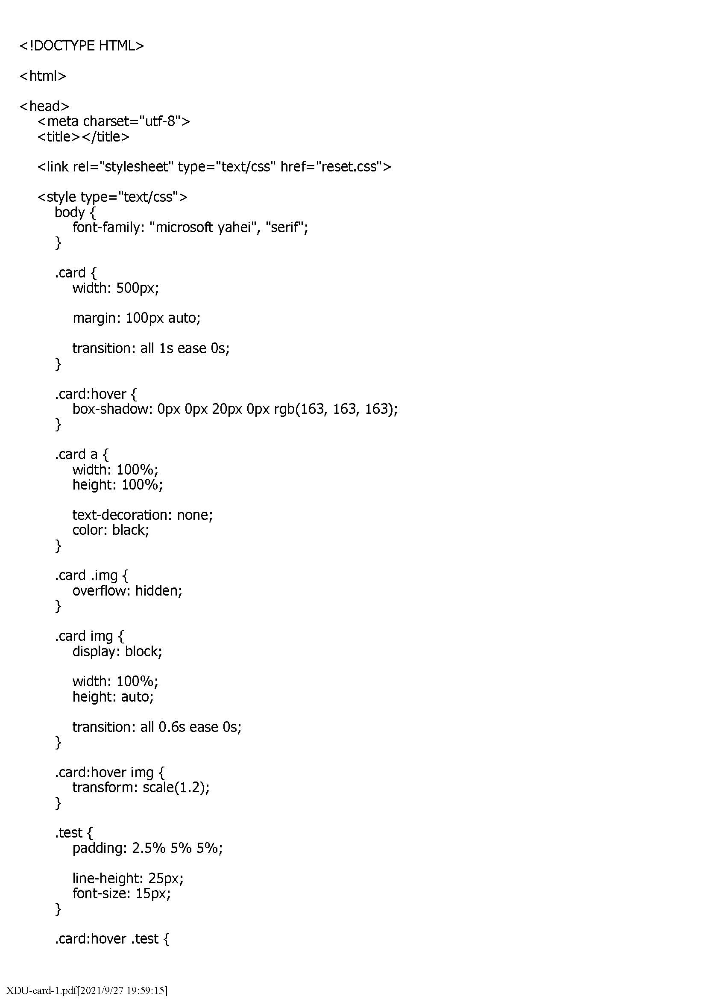 <!DOCTYPE HTML>
<html>
<head>
<meta charset="utf-8">
<title></title>
<link rel="stylesheet" type="text/css" href="reset.css">
<style type="text/css">
body {
font-family: "microsoft yahei", "serif";
}
.card {
width: 500px;
margin: 100px auto;
transition: all 1s ease 0s;
}
.card:hover {
box-shadow: 0px 0px 20px 0px rgb(163, 163, 163);
}
.card a {
width: 100%;
height: 100%;
text-decoration: none;
color: black;
}
.card .img {
overflow: hidden;
}
.card img {
display: block;
width: 100%;
height: auto;
transition: all 0.6s ease 0s;
}
.card:hover img {
transform: scale(1.2);
}
.test {
padding: 2.5% 5% 5%;
line-height: 25px;
font-size: 15px;
}
.card:hover .test {
XDU-card-1.pdf[2021/9/27 19:59:15]